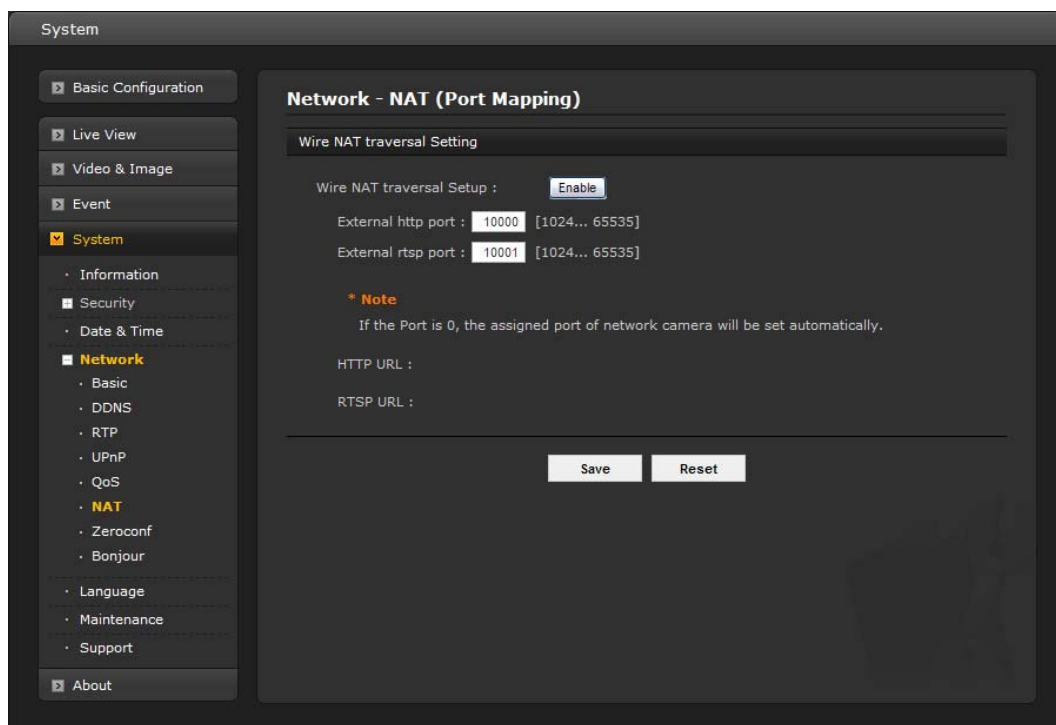 System
Basic Configuration
Live View
Video & Image
Event
System
· Information
Security
· Date & Time
Network
· Basic
· DDNS
· RTP
· UPnP
· QoS
· NAT
· Zeroconf
· Bonjour
· Language
· Maintenance
· Support
About
Network - NAT (Port Mapping)
Wire NAT traversal Setting
Wire NAT traversal Setup : Enable
External http port : 10000 [1024... 65535]
External rtsp port : 10001 [1024... 65535]
* Note
If the Port is 0, the assigned port of network camera will be set automatically.
HTTP URL :
RTSP URL :
Save Reset